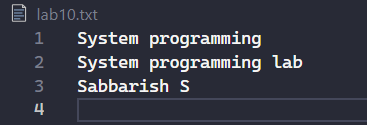 lab10.txt
1 System programming
2 System programming lab
3 Sabbarish S
4